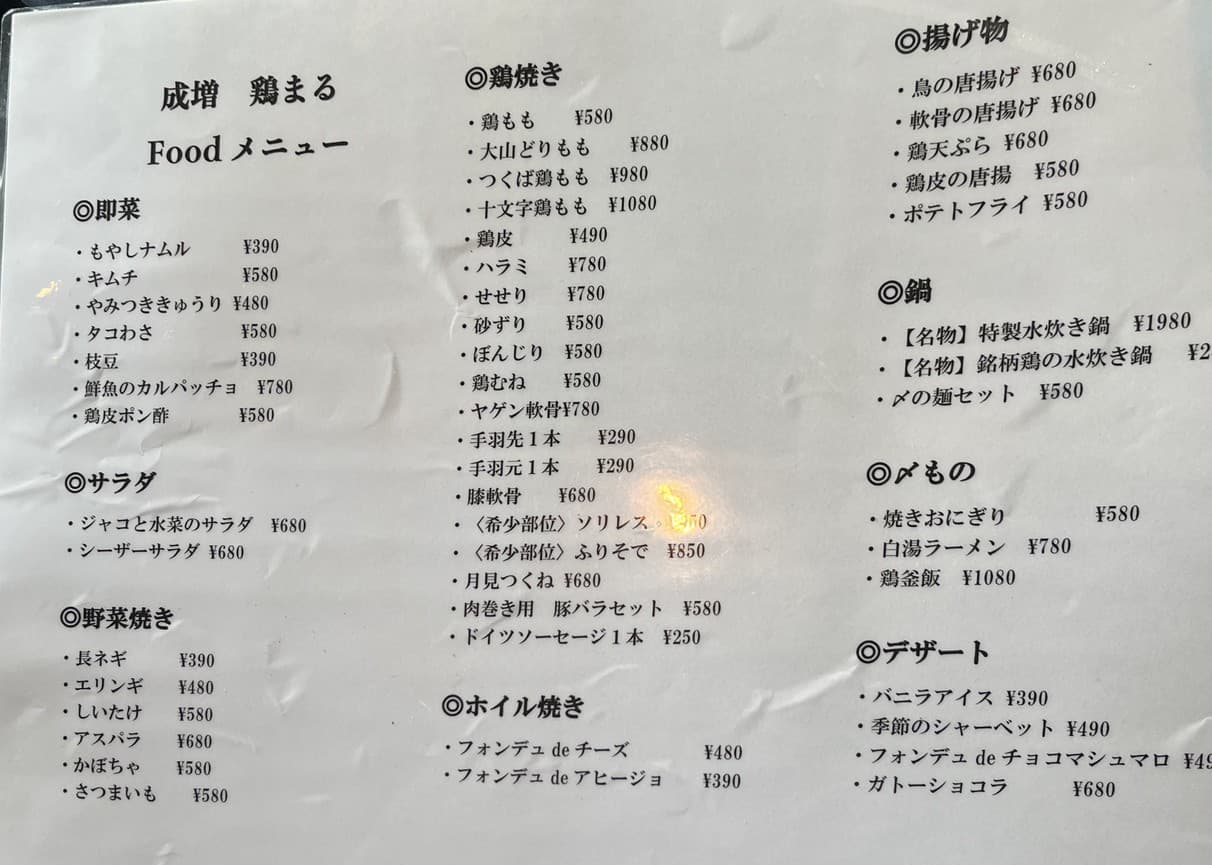 成増 鶏まる
Food メニュー
◎即菜
・もやしナムル ¥390
・キムチ ¥580
・やみつききゅうり ¥480
・タコわさ ¥580
・枝豆 ¥390
・鮮魚のカルパッチョ ¥780
・鶏皮ポン酢 ¥580
◎サラダ
・ジャコと水菜のサラダ ¥680
・シーザーサラダ ¥680
◎野菜焼き
・長ネギ ¥390
・エリンギ ¥480
・しいたけ ¥580
・アスパラ ¥680
・かぼちゃ ¥580
・さつまいも ¥580
◎鶏焼き
・鶏もも ¥580
・大山どりもも ¥880
・つくば鶏もも ¥980
・十文字鶏もも ¥1080
・鶏皮 ¥490
・ハラミ ¥780
・せせり ¥780
・砂ずり ¥580
・ぼんじり ¥580
・鶏むね ¥580
・ヤゲン軟骨¥780
・手羽先１本 ¥290
・手羽元１本 ¥290
・膝軟骨 ¥680
・〈希少部位〉ソリレス
・〈希少部位〉ふりそで ¥850
・月見つくね ¥680
・肉巻き用 豚バラセット ¥580
・ドイツソーセージ１本 ¥250
◎ホイル焼き
・フォンデュ de チーズ ¥480
・フォンデュ de アヒージョ ¥390
◎揚げ物
・鳥の唐揚げ ¥680
・軟骨の唐揚げ ¥680
・鶏天ぷら ¥680
・鶏皮の唐揚 ¥580
・ポテトフライ ¥580
◎鍋
・【名物】特製水炊き鍋 ¥1980
・【名物】銘柄鶏の水炊き鍋 ¥2
・〆の麺セット ¥580
◎〆もの
・焼きおにぎり ¥580
・白湯ラーメン ¥780
・鶏釜飯 ¥1080
◎デザート
・バニラアイス ¥390
・季節のシャーベット ¥490
・フォンデュ de チョコマシュマロ ¥49
・ガトーショコラ ¥680